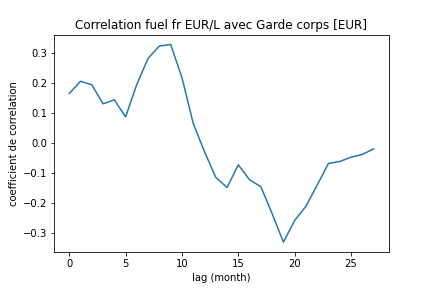 Correlation fuel fr EUR/L avec Garde corps [EUR]
0.3
0.2
0.1
0.0
−0.1
−0.2
−0.3
coefficient de correlation
0 5 10 15 20 25
lag (month)